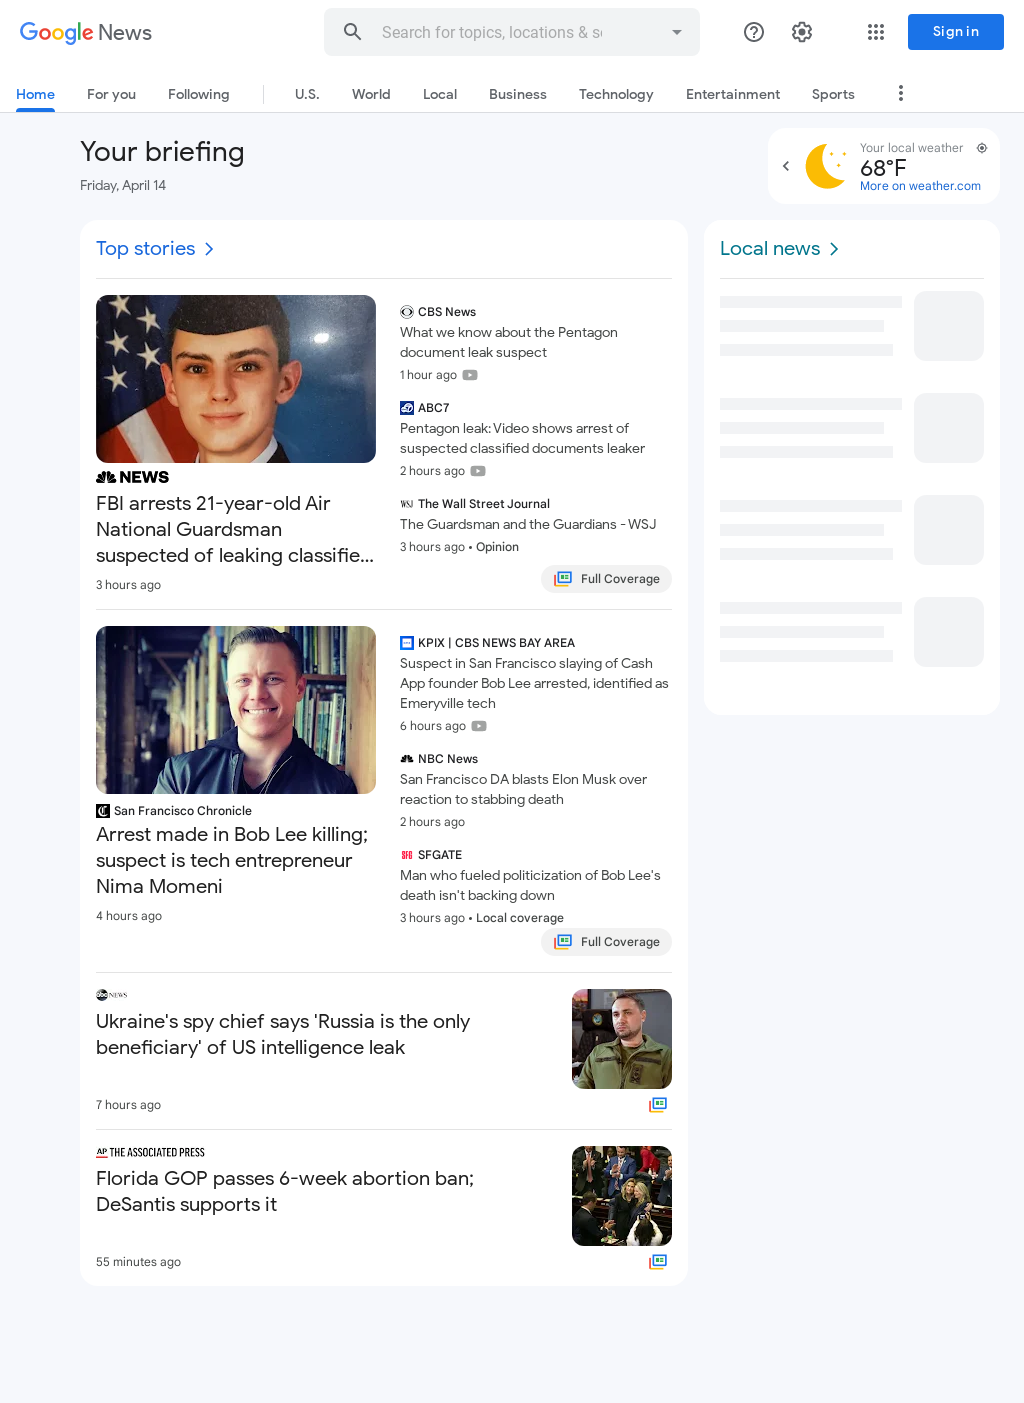 Google News
Search for topics, locations & so
Sign in
Home
For you
Following
U.S.
World
Local
Business
Technology
Entertainment
Sports
Your briefing
Friday, April 14
Your local weather
68°F
More on weather.com
Top stories
NEWS
FBI arrests 21-year-old Air
National Guardsman
suspected of leaking classifie...
3 hours ago
CBS News
What we know about the Pentagon
document leak suspect
1 hour ago
ABC7
Pentagon leak: Video shows arrest of
suspected classified documents leaker
2 hours ago
WSJ The Wall Street Journal
The Guardsman and the Guardians - WSJ
3 hours ago • Opinion
Full Coverage
San Francisco Chronicle
Arrest made in Bob Lee killing;
suspect is tech entrepreneur
Nima Momeni
4 hours ago
KPIX | CBS NEWS BAY AREA
Suspect in San Francisco slaying of Cash
App founder Bob Lee arrested, identified as
Emeryville tech
6 hours ago
NBC News
San Francisco DA blasts Elon Musk over
reaction to stabbing death
2 hours ago
SFG SFGATE
Man who fueled politicization of Bob Lee's
death isn't backing down
3 hours ago • Local coverage
Full Coverage
abc NEWS
Ukraine's spy chief says 'Russia is the only
beneficiary' of US intelligence leak
7 hours ago
AP THE ASSOCIATED PRESS
Florida GOP passes 6-week abortion ban;
DeSantis supports it
55 minutes ago
Local news